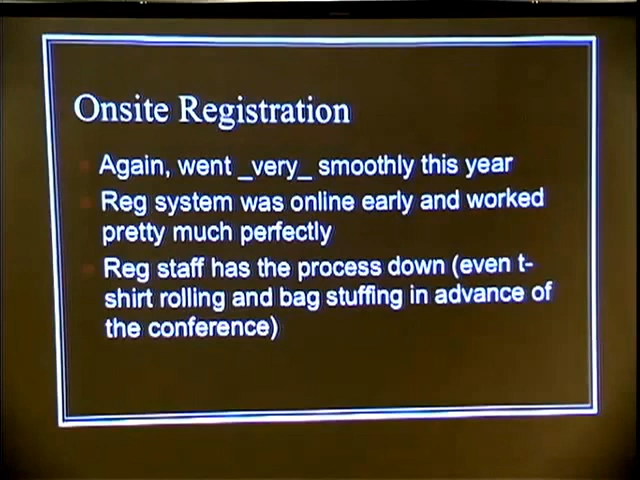 Onsite Registration
Again, went _very_ smoothly this year
Reg system was online early and worked
pretty much perfectly
Reg staff has the process down (even t-
shirt rolling and bag stuffing in advance of
the conference)